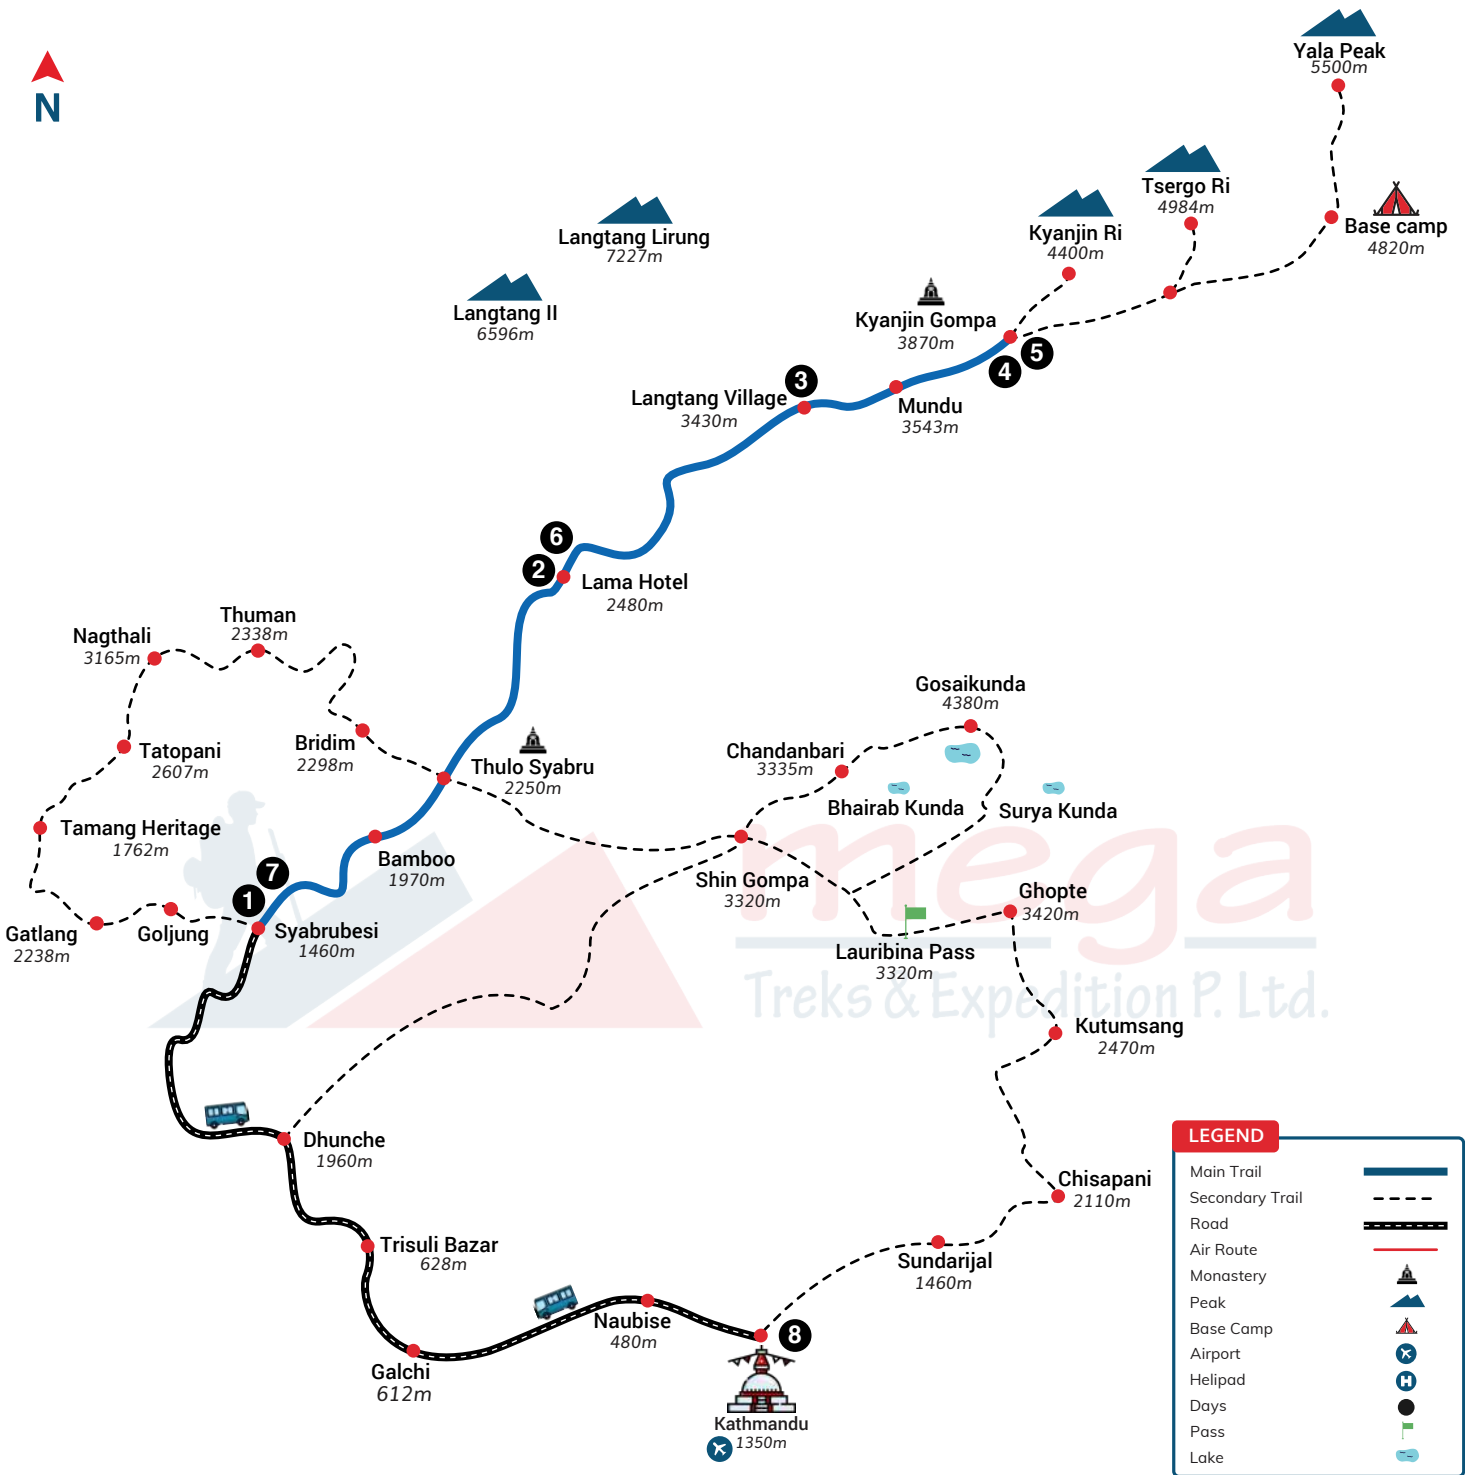 N
Yala Peak
5500m
Tsergo Ri
4984m
Base camp
4820m
Kyanjin Ri
4400m
Langtang Lirung
7227m
Langtang II
6596m
Kyanjin Gompa
3870m
5
4
3
Langtang Village
3430m
Mundu
3543m
6
2
Lama Hotel
2480m
Thuman
2338m
Nagthali
3165m
Bridim
2298m
Tatopani
2607m
Thulo Syabru
2250m
Gosaikunda
4380m
Chandanbari
3335m
Bhairab Kunda
Surya Kunda
Tamang Heritage
1762m
Bamboo
1970m
7
1
Shin Gompa
3320m
Ghopte
3420m
Gatlang
2238m
Goljung
Syabrubesi
1460m
Lauribina Pass
3320m
mega
Treks & Expedition P. Ltd.
Kutumsang
2470m
Dhunche
1960m
Chisapani
2110m
Trisuli Bazar
628m
Sundarijal
1460m
Naubise
480m
8
Galchi
612m
Kathmandu
1350m
LEGEND
Main Trail
Secondary Trail
Road
Air Route
Monastery
Peak
Base Camp
Airport
Helipad
H
Days
Pass
Lake